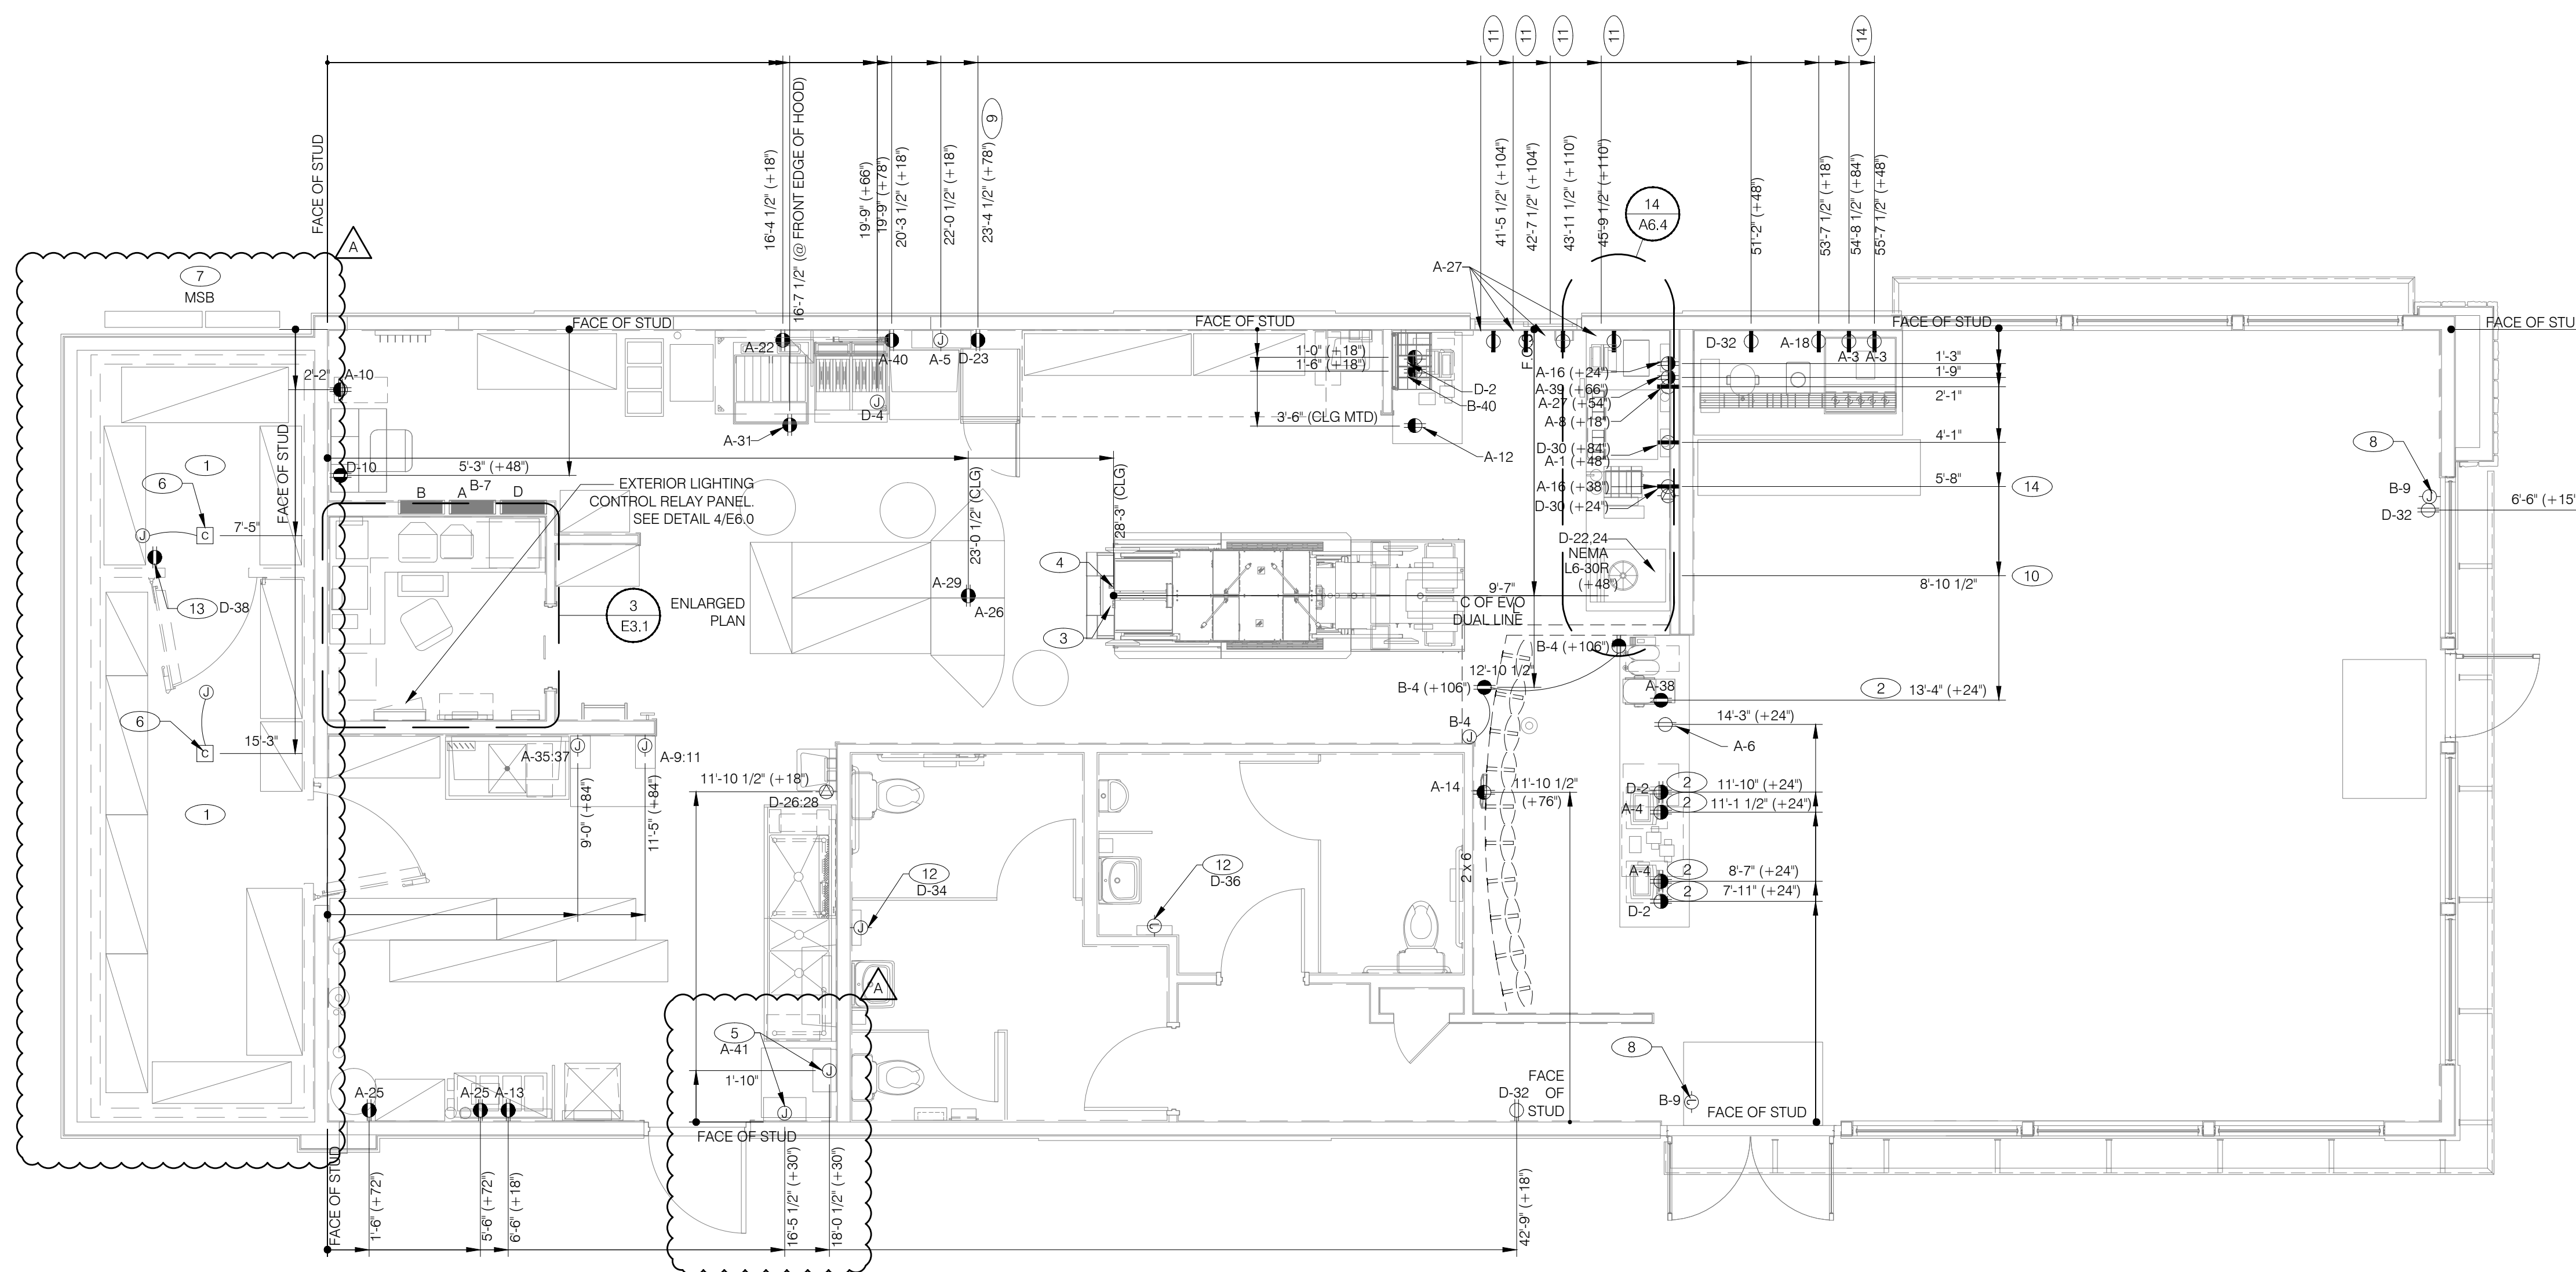 11
11
11
11
14
FACE OF STUD
16'-4 1/2" (+18")
16'-7 1/2" (@ FRONT EDGE OF HOOD)
19'-9" (+66")
19'-9" (+78")
20'-3 1/2" (+18")
22'-0 1/2" (+18")
23'-4 1/2" (+78")
9
41'-5 1/2" (+104")
42'-7 1/2" (+104")
43'-11 1/2" (+110")
45'-9 1/2" (+110")
51'-2" (+48")
53'-7 1/2" (+18")
54'-8 1/2" (+84")
55'-7 1/2" (+48")
14
A6.4
A
7
MSB
A-27
FACE OF STUD
FACE OF STUD
FACE OF STUD
FACE OF STU
A-22
A-40
J
A-5
D-23
D-32
A-18
A-3
A-3
1'-0" (+18")
1'-6" (+18")
D-2
B-40
3'-6" (CLG MTD)
A-12
2'-2"
A-10
J
D-4
A-31
A-16 (+24")
A-39 (+66")
A-27 (+54")
A-8 (+18")
D-30 (+84")
A-1 (+48")
A-16 (+38")
D-30 (+24")
1'-3"
1'-9"
2'-1"
4'-1"
5'-8"
14
8
B-9
J
D-32
6'-6" (+15"
FACE OF STUD
1
6
D-10
5'-3" (+48")
B-7
B
A
D
EXTERIOR LIGHTING
CONTROL RELAY PANEL.
SEE DETAIL 4/E6.0
23'-0 1/2" (CLG)
28'-3" (CLG)
J
C
7'-5"
13
D-38
D-22,24
NEMA
L6-30R
(+48")
8'-10 1/2"
10
4
3
A-29
A-26
9'-7"
C OF EVO
L
DUAL LINE
3
E3.1
ENLARGED
PLAN
B-4 (+106")
12'-10 1/2"
B-4 (+106")
A-38
2
13'-4" (+24")
J
6
C
15'-3"
B-4
J
14'-3" (+24")
A-6
A-35:37
J
J
A-9:11
9'-0" (+84")
11'-5" (+84")
11'-10 1/2" (+18")
D-26:28
A-14
11'-10 1/2"
(+76")
D-2
2
11'-10" (+24")
A-4
2
11'-1 1/2" (+24")
1
12
D-34
J
12
D-36
J
2 x 6
A-4
2
8'-7" (+24")
2
7'-11" (+24")
D-2
A
5
A-41
J
J
1'-10"
A-25
A-25
A-13
FACE OF STUD
FACE
OF
STUD
D-32
8
B-9
J
FACE OF STUD
FACE OF STUD
1'-6" (+72")
5'-6" (+72")
6'-6" (+18")
16'-5 1/2" (+30")
18'-0 1/2" (+30")
42'-9" (+18")